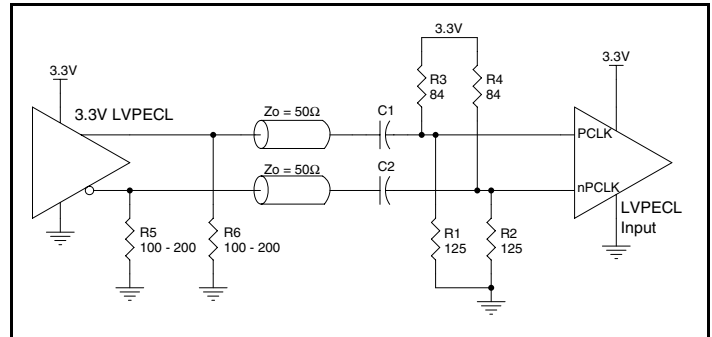 3.3V
3.3V
3.3V
R3
84
R4
84
3.3V LVPECL
Zo = 50Ω
C1
PCLK
Zo = 50Ω
C2
nPCLK
LVPECL
Input
R5
100 - 200
R6
100 - 200
R1
125
R2
125